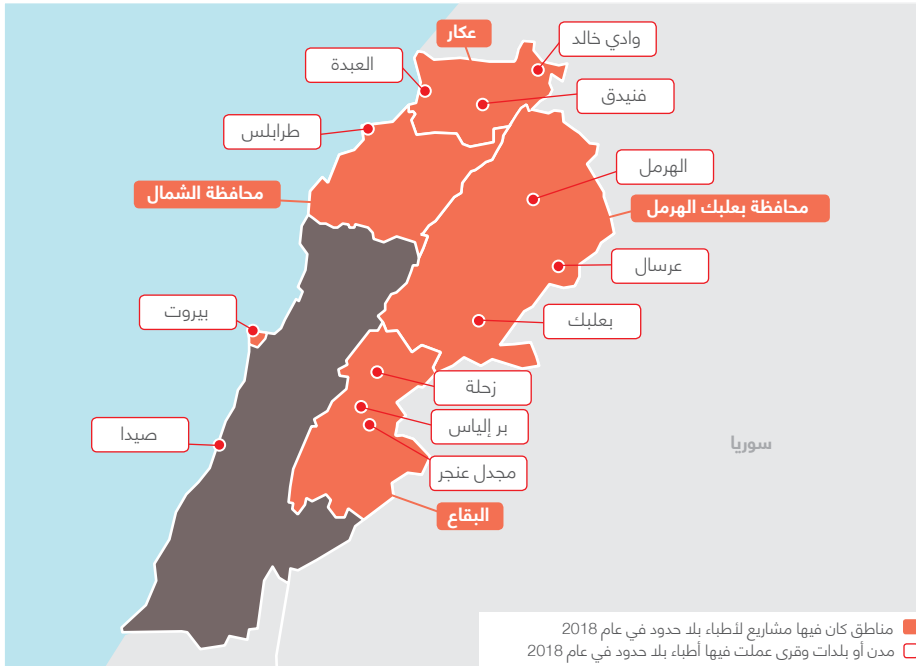 عكار
وادي خالد
العبدة
فنيدق
طرابلس
الهرمل
محافظة الشمال
محافظة بعلبك الهرمل
عرسال
بيروت
بعلبك
زحلة
بر إلياس
صيدا
سوريا
مجدل عنجر
البقاع
مناطق كان فيها مشاريع لأطباء بلا حدود في عام 2018
مدن أو بلدات وقرى عملت فيها أطباء بلا حدود في عام 2018